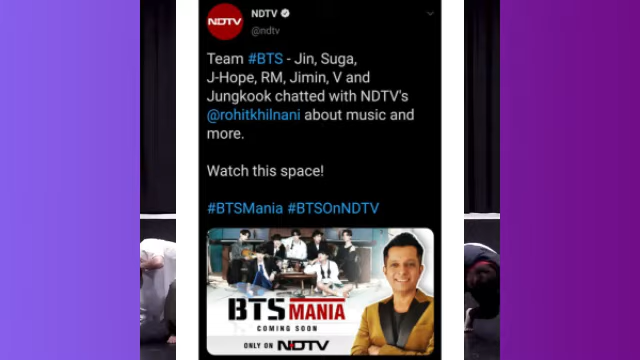 NDTV
NDTV
@ndtv
Team #BTS - Jin, Suga,
J-Hope, RM, Jimin, V and
Jungkook chatted with NDTV's
@rohitkhilnani about music and
more.
Watch this space!
#BTSMania #BTSOnNDTV
BTS MANIA
COMING SOON
ONLY ON NDTV